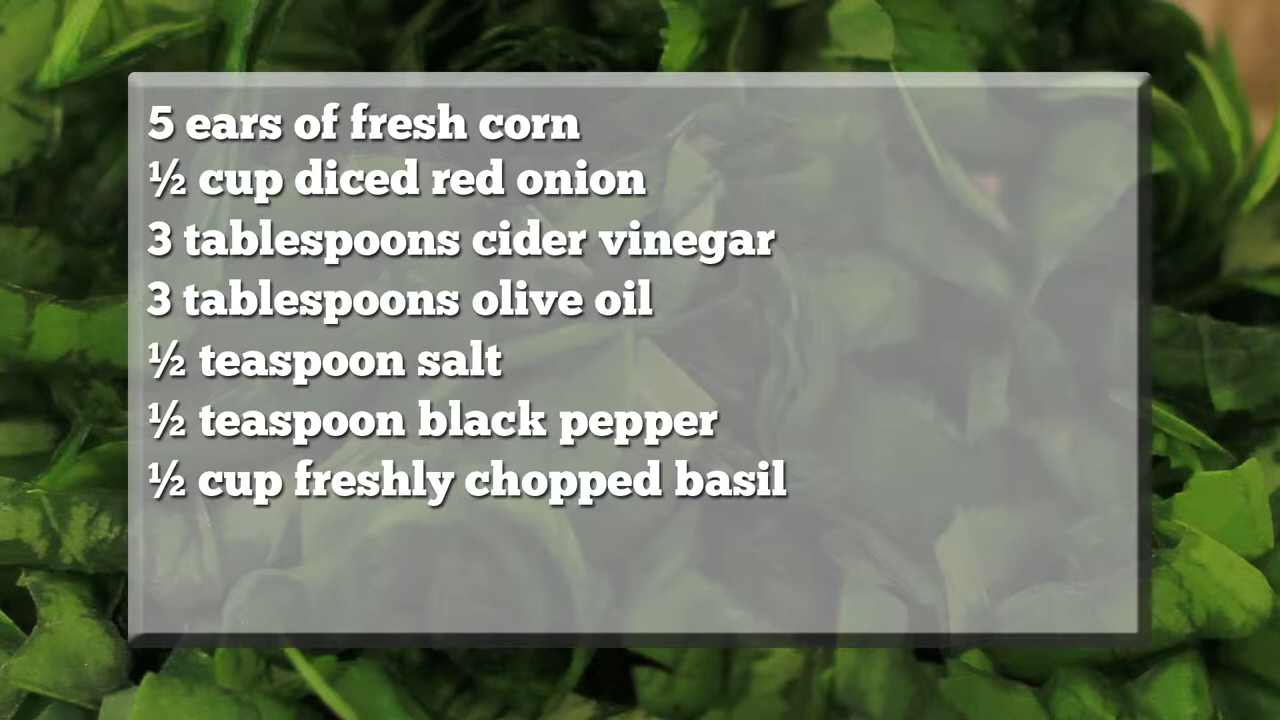 5 ears of fresh corn
½ cup diced red onion
3 tablespoons cider vinegar
3 tablespoons olive oil
½ teaspoon salt
½ teaspoon black pepper
½ cup freshly chopped basil